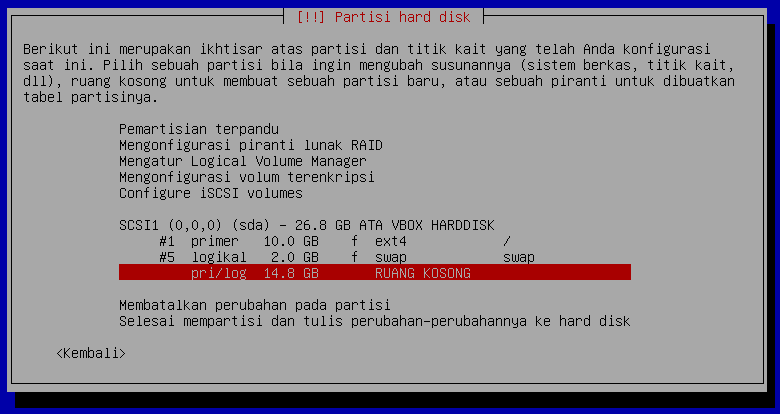 [!!] Partisi hard disk
Berikut ini merupakan ikhtisar atas partisi dan titik kait yang telah Anda konfigurasi
saat ini. Pilih sebuah partisi bila ingin mengubah susunannya (sistem berkas, titik kait,
dll), ruang kosong untuk membuat sebuah partisi baru, atau sebuah piranti untuk dibuatkan
tabel partisinya.
Pemartisian terpandu
Mengonfigurasi piranti lunak RAID
Mengatur Logical Volume Manager
Mengonfigurasi volum terenkripsi
Configure iSCSI volumes
SCSI1 (0,0,0) (sda) - 26.8 GB ATA VBOX HARDDISK
#1 primer 10.0 GB f ext4 /
#5 logikal 2.0 GB f swap swap
pri/log 14.8 GB RUANG KOSONG
Membatalkan perubahan pada partisi
Selesai mempartisi dan tulis perubahan-perubahannya ke hard disk
<Kembali>